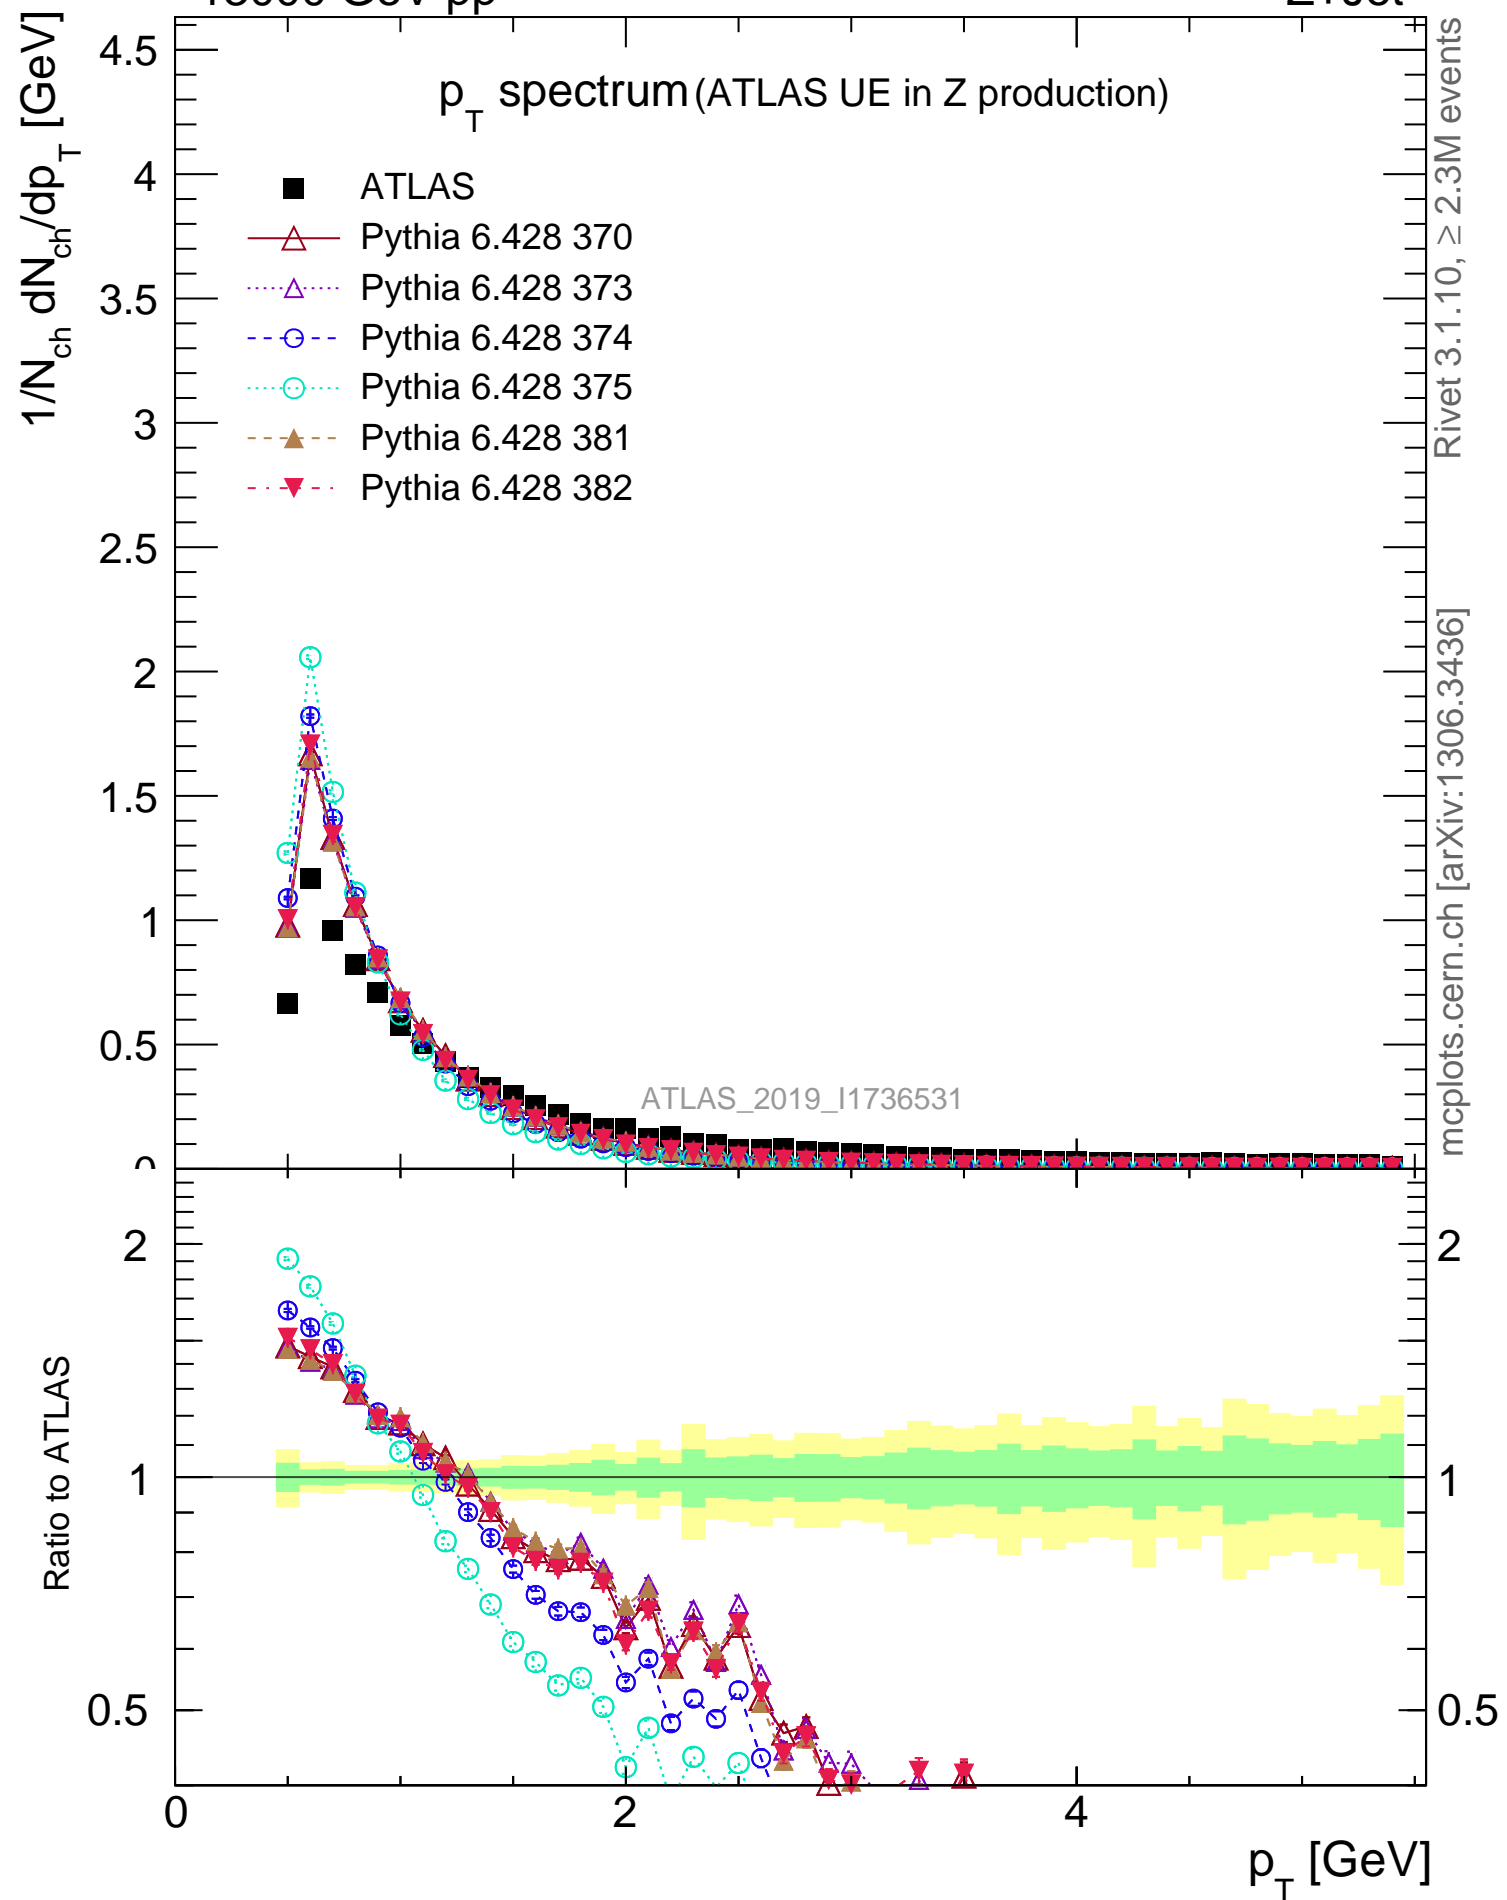 p_T spectrum (ATLAS UE in Z production)
1/N_ch dN_ch/dp_T [GeV]
ATLAS
Pythia 6.428 370
Pythia 6.428 373
Pythia 6.428 374
Pythia 6.428 375
Pythia 6.428 381
Pythia 6.428 382
4.5
4
3.5
3
2.5
2
1.5
1
0.5
ATLAS_2019_I1736531
Rivet 3.1.10, ≥ 2.3M events
mcplots.cern.ch [arXiv:1306.3436]
Ratio to ATLAS
2
1
0.5
2
1
0.5
0
2
4
p_T [GeV]